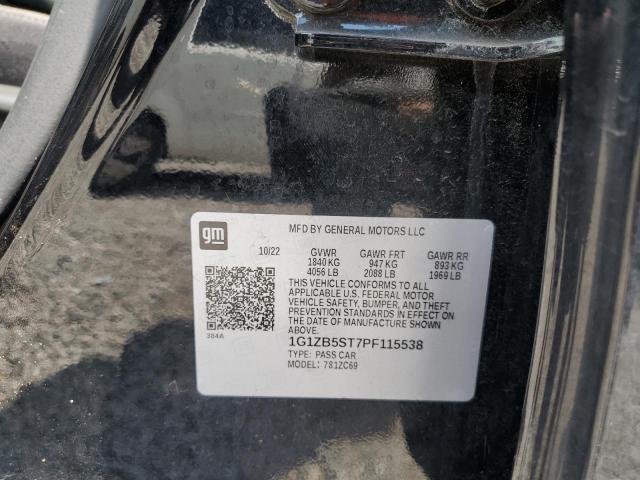 gm
MFD BY GENERAL MOTORS LLC
10/22 GVWR GAWR FRT GAWR RR
1840 KG 947 KG 893 KG
4056 LB 2088 LB 1969 LB
THIS VEHICLE CONFORMS TO ALL
APPLICABLE U.S. FEDERAL MOTOR
VEHICLE SAFETY, BUMPER, AND THEFT
PREVENTION STANDARDS IN EFFECT
ON THE DATE OF MANUFACTURE
SHOWN ABOVE.
384A
1G1ZB5ST7PF115538
TYPE: PASS CAR
MODEL: 781ZC69